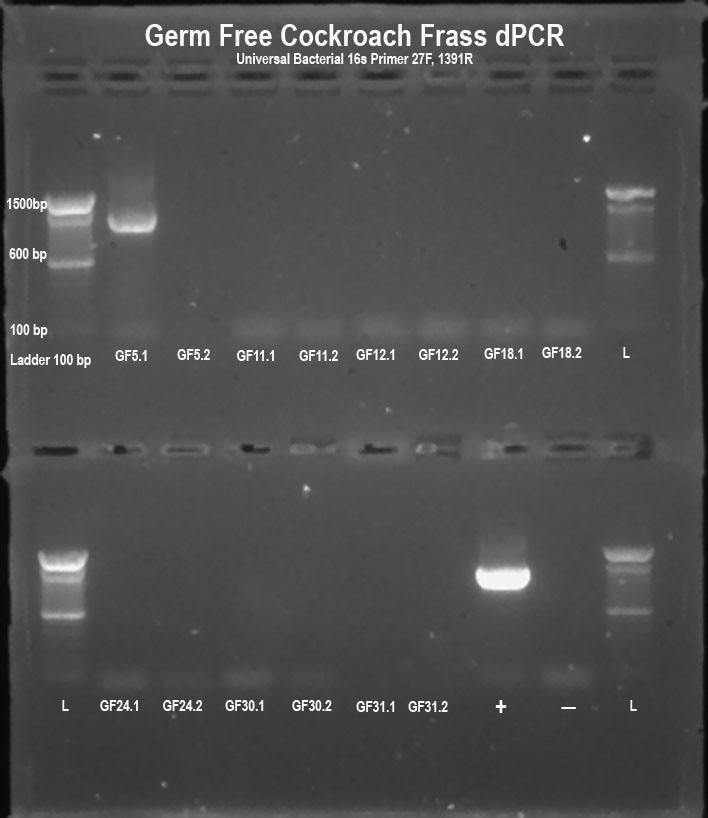 Germ Free Cockroach Frass dPCR
Universal Bacterial 16s Primer 27F, 1391R
1500bp
600 bp
100 bp
Ladder 100 bp GF5.1 GF5.2 GF11.1 GF11.2 GF12.1 GF12.2 GF18.1 GF18.2 L
L GF24.1 GF24.2 GF30.1 GF30.2 GF31.1 GF31.2 + — L